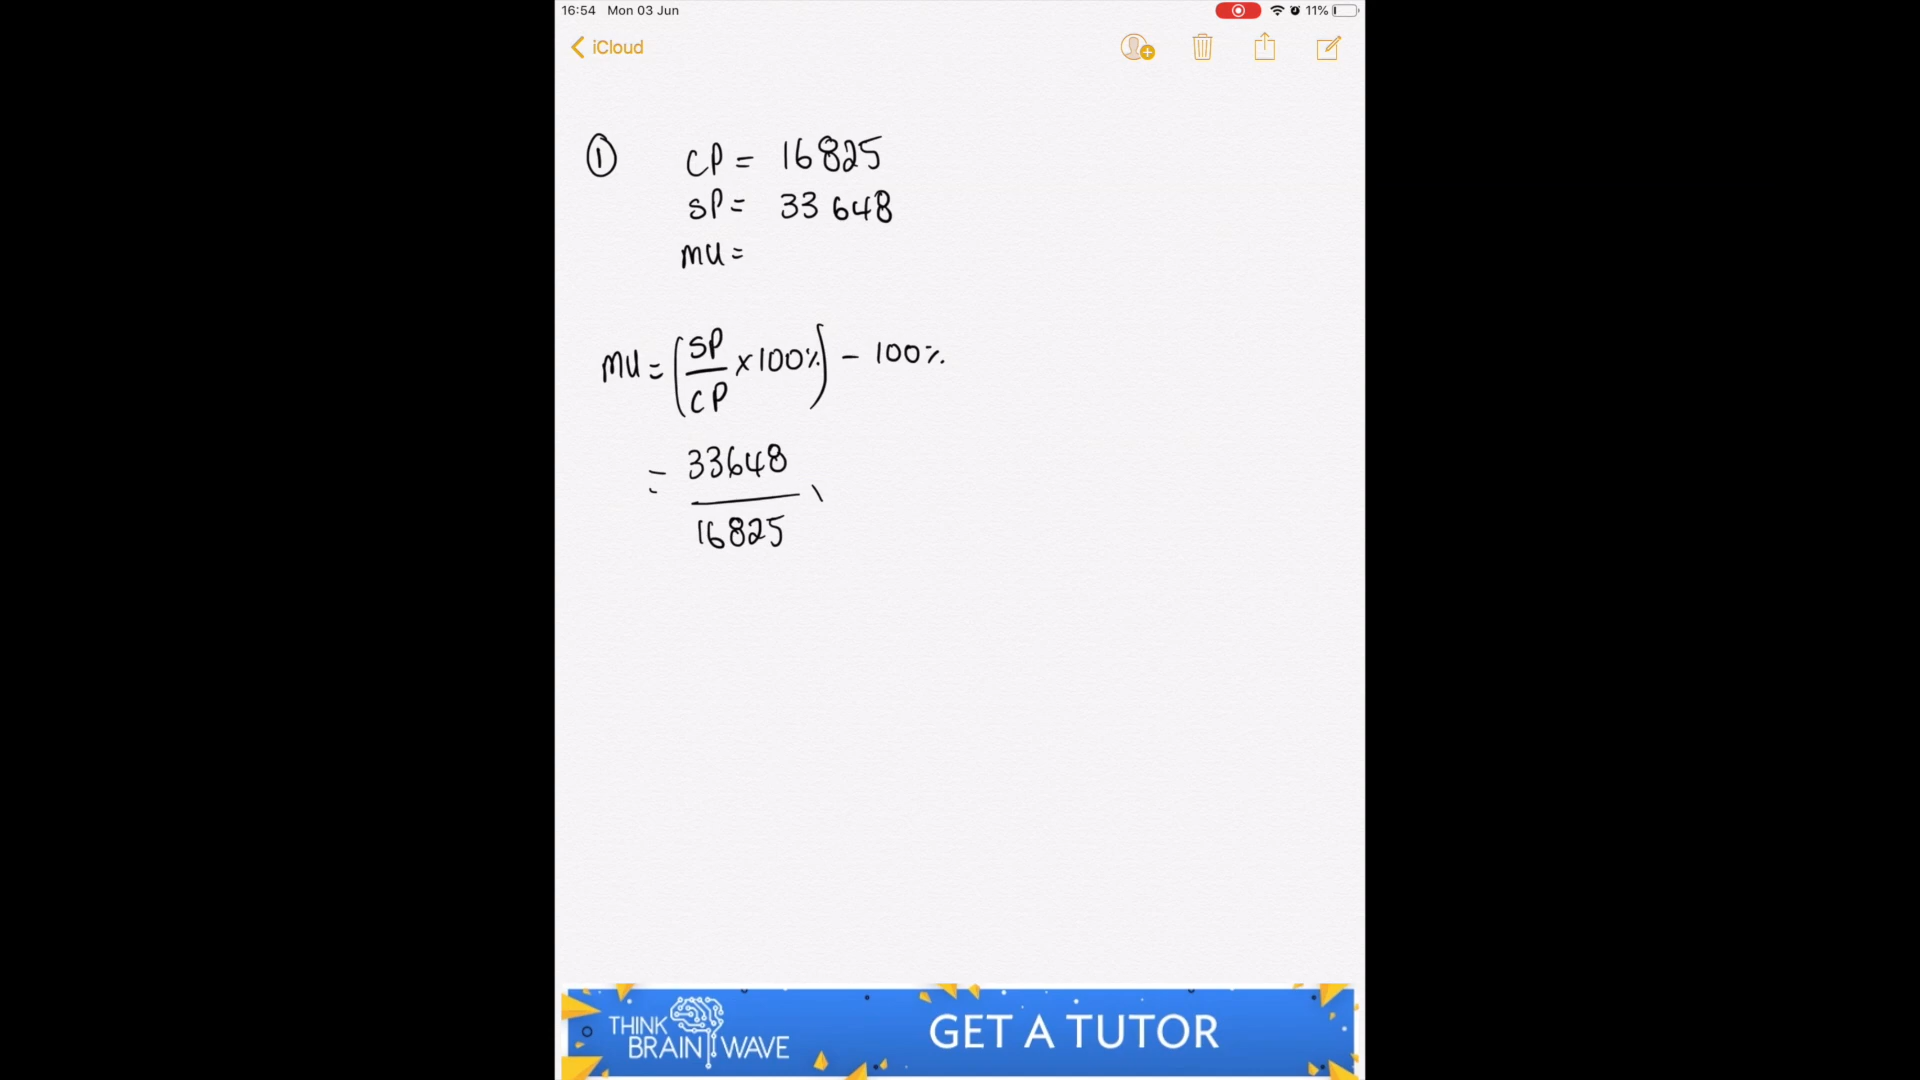 16:54 Mon 03 Jun 11%
iCloud
① CP = 16825
SP = 33 648
MU =
MU = (SP/CP × 100%) - 100%
= 33648
16825
THINK
BRAIN WAVE
GET A TUTOR